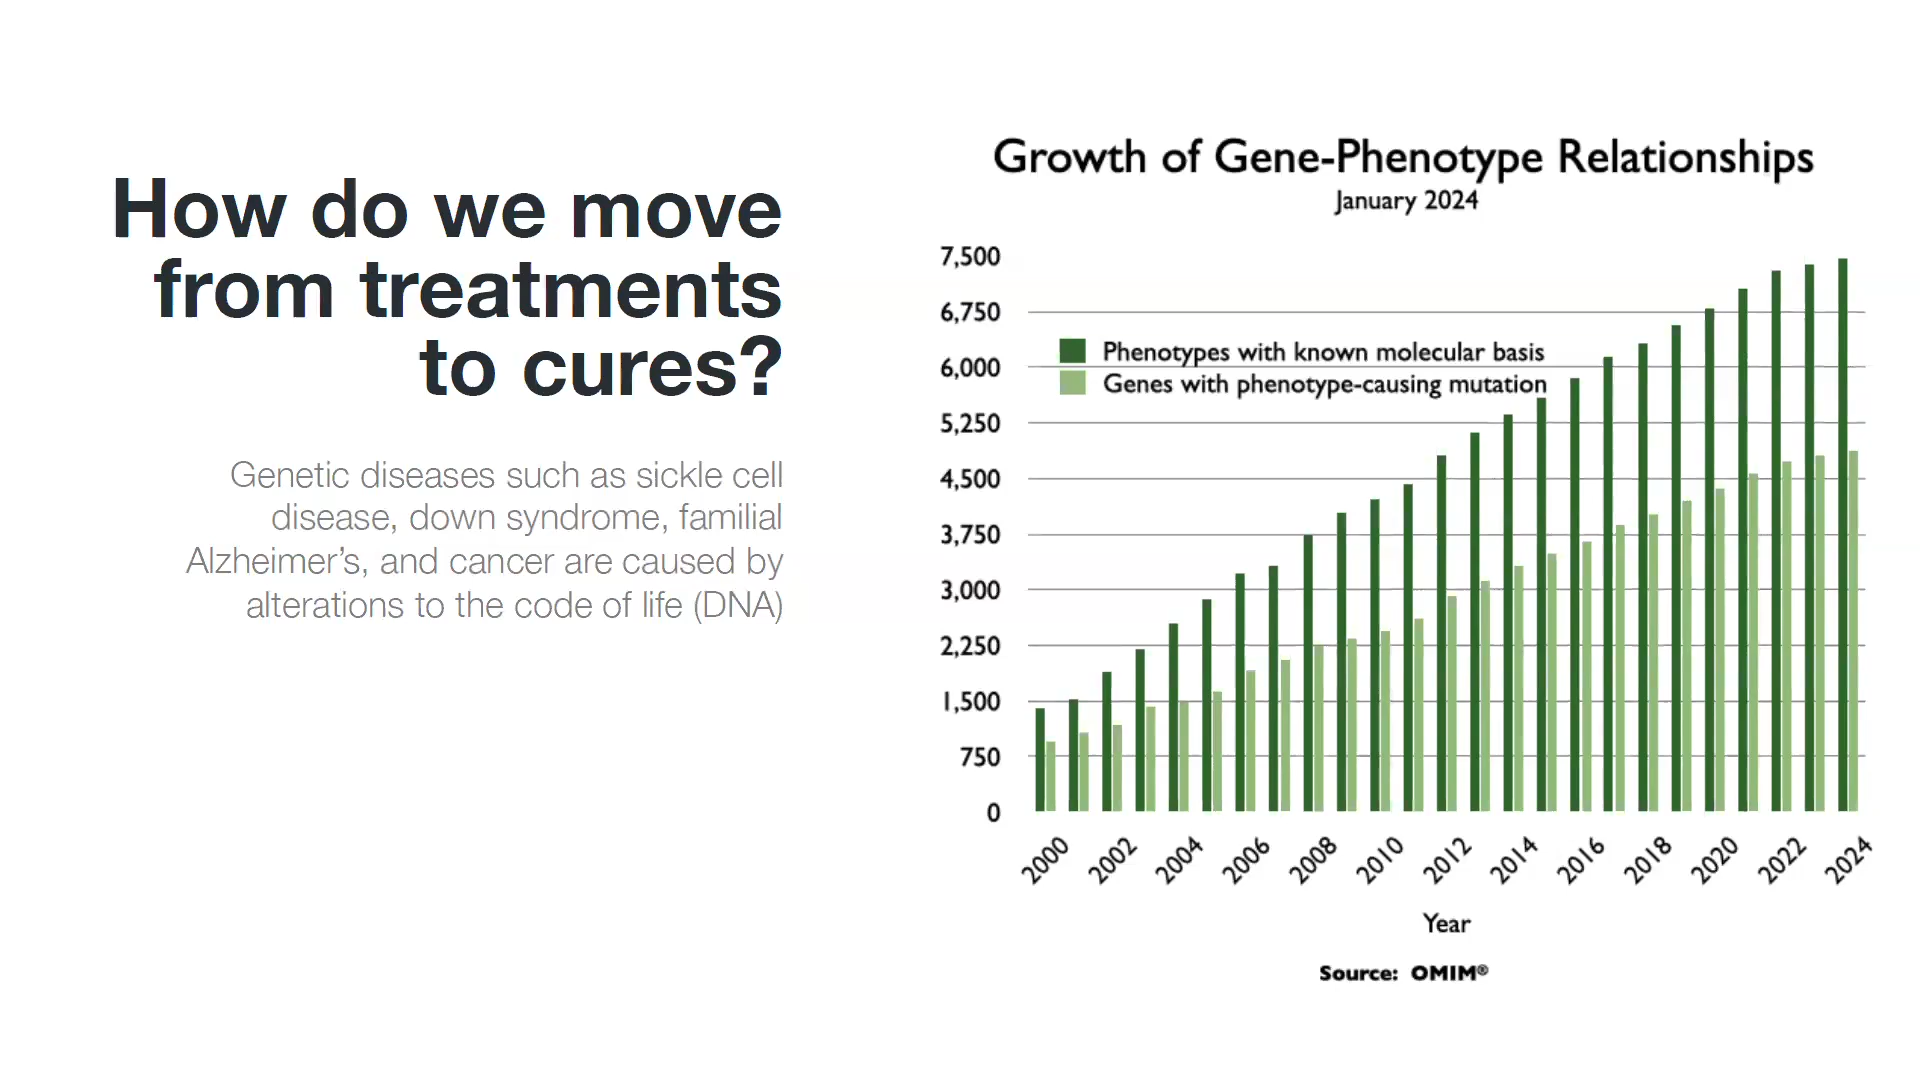 How do we move
from treatments
to cures?
Genetic diseases such as sickle cell
disease, down syndrome, familial
Alzheimer’s, and cancer are caused by
alterations to the code of life (DNA)
Growth of Gene-Phenotype Relationships
January 2024
7,500
6,750
6,000
5,250
4,500
3,750
3,000
2,250
1,500
750
0
Phenotypes with known molecular basis
Genes with phenotype-causing mutation
2000 2002 2004 2006 2008 2010 2012 2014 2016 2018 2020 2022 2024
Year
Source: OMIM®